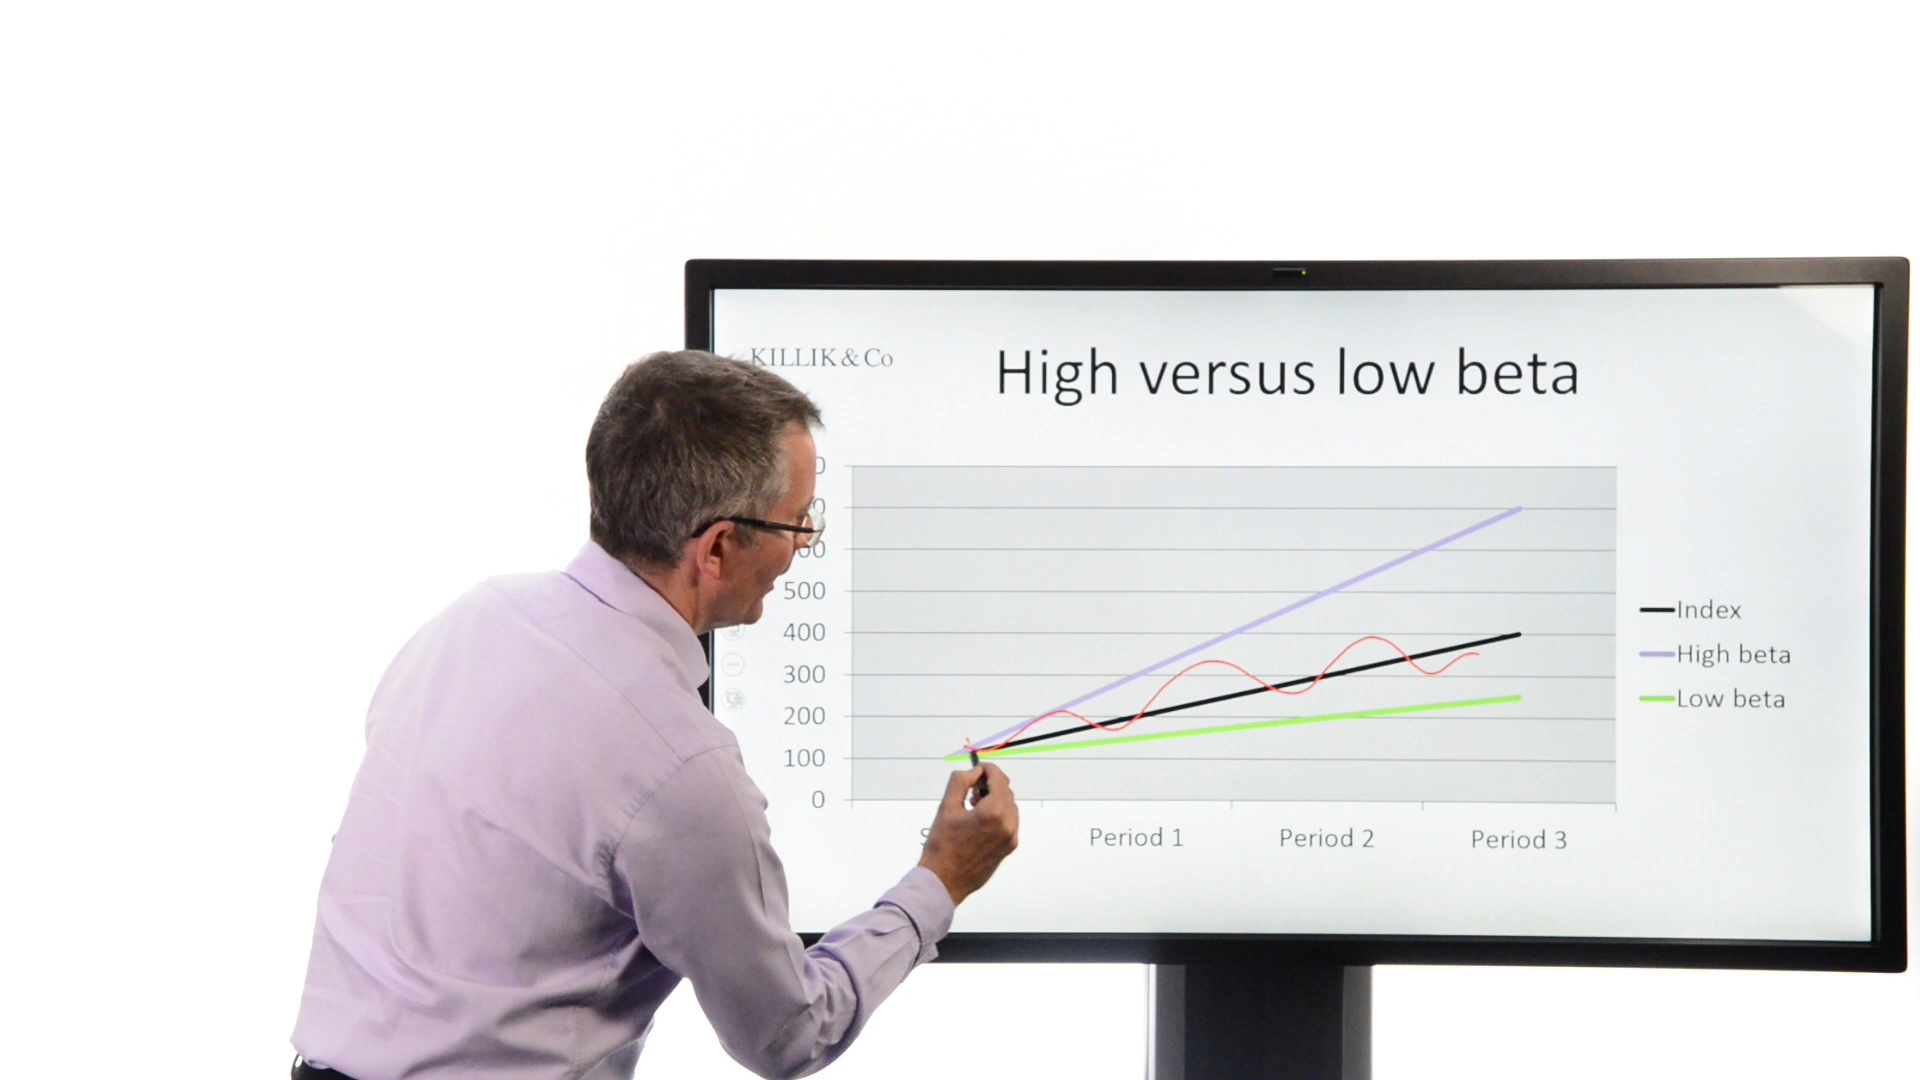 KILLIK & Co
High versus low beta
500
400
300
200
100
0
Index
High beta
Low beta
Period 1
Period 2
Period 3